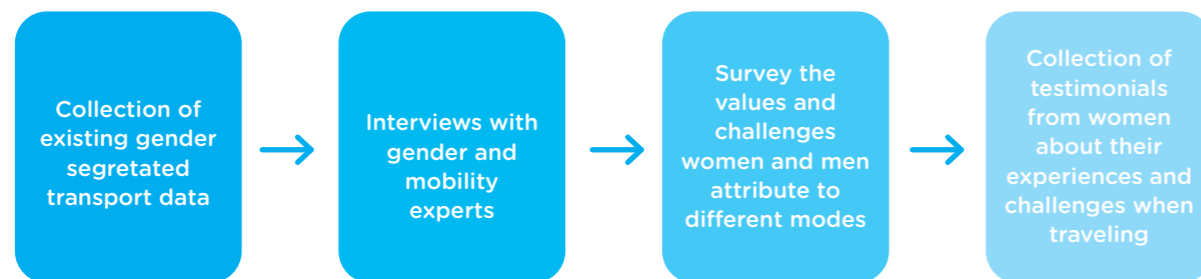 Collection of
existing gender
segretated
transport data
Interviews with
gender and
mobility
experts
Survey the
values and
challenges
women and men
attribute to
different modes
Collection of
testimonials
from women
about their
experiences and
challenges when
traveling